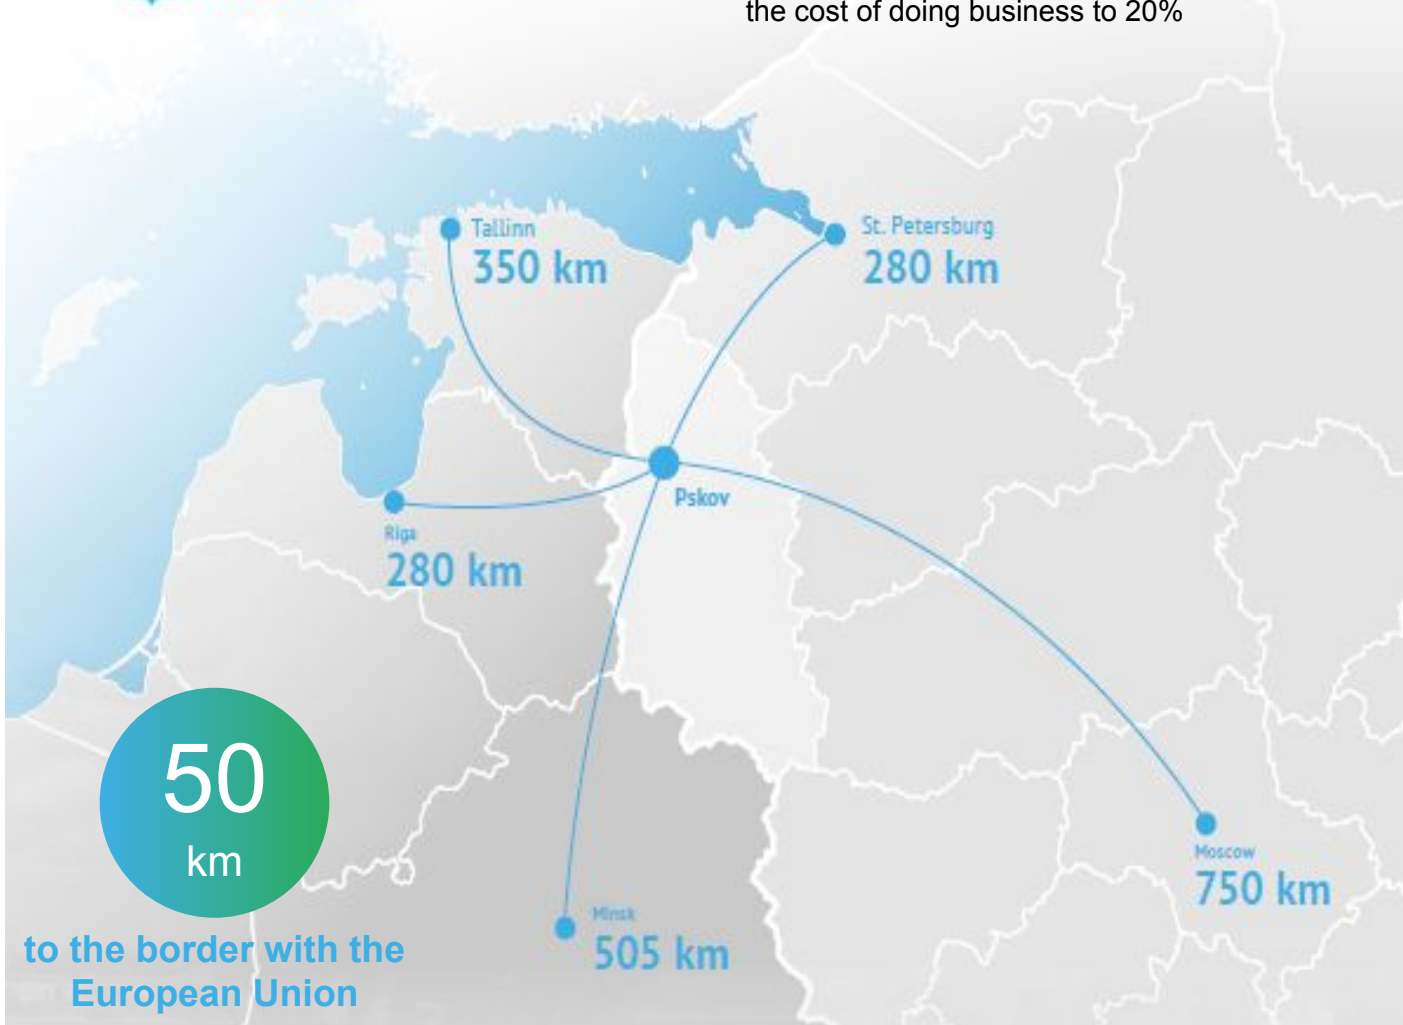 the cost of doing business to 20%
Tallinn
350 km
St. Petersburg
280 km
Pskov
Riga
280 km
50
km
to the border with the
European Union
Moscow
750 km
Minsk
505 km